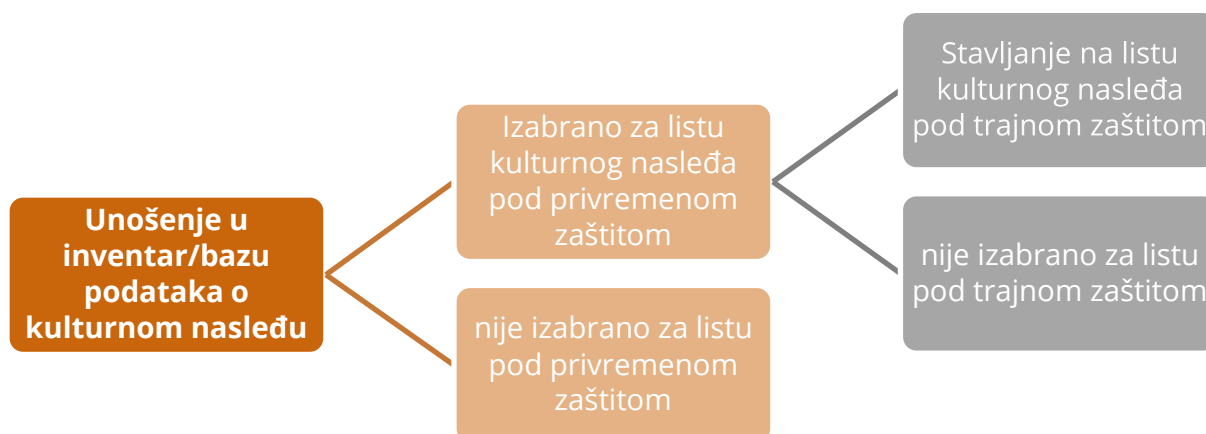 Unošenje u
inventar/bazu
podataka o
kulturnom nasleđu
Izabrano za listu
kulturnog nasleđa
pod privremenom
zaštitom
nije izabrano za listu
pod privremenom
zaštitom
Stavljanje na listu
kulturnog nasleđa
pod trajnom zaštitom
nije izabrano za listu
pod trajnom zaštitom